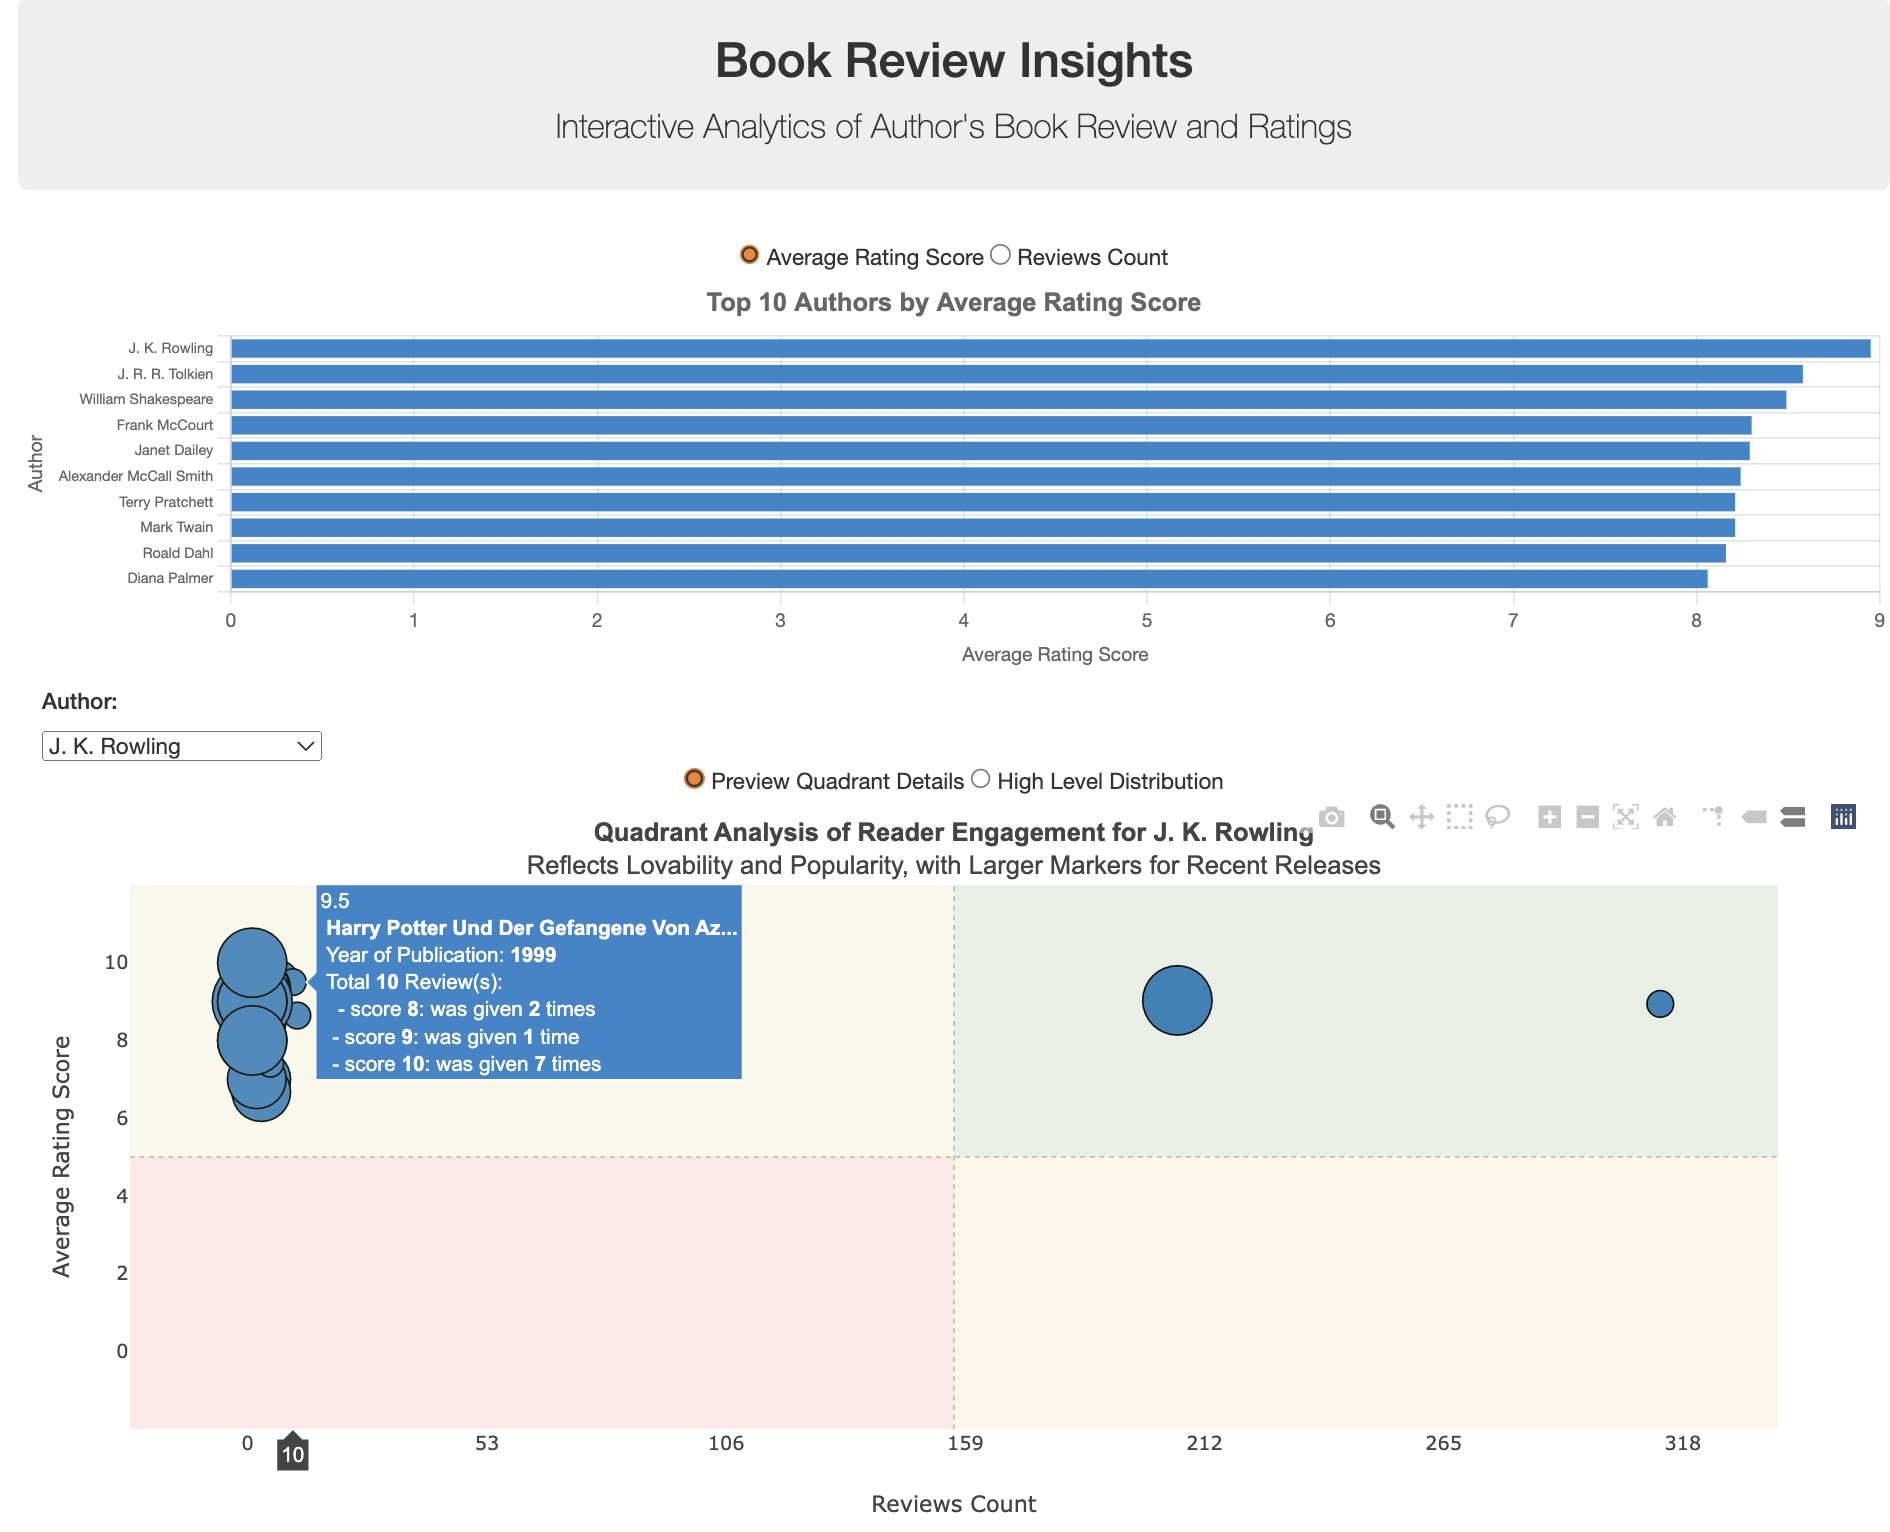 Book Review Insights
Interactive Analytics of Author's Book Review and Ratings
Average Rating Score Reviews Count
Top 10 Authors by Average Rating Score
Author
J. K. Rowling
J. R. R. Tolkien
William Shakespeare
Frank McCourt
Janet Dailey
Alexander McCall Smith
Terry Pratchett
Mark Twain
Roald Dahl
Diana Palmer
0 1 2 3 4 5 6 7 8 9
Average Rating Score
Author:
J. K. Rowling
Preview Quadrant Details High Level Distribution
Quadrant Analysis of Reader Engagement for J. K. Rowling
Reflects Lovability and Popularity, with Larger Markers for Recent Releases
9.5
Harry Potter Und Der Gefangene Von Az...
Year of Publication: 1999
Total 10 Review(s):
- score 8: was given 2 times
- score 9: was given 1 time
- score 10: was given 7 times
Average Rating Score
10
8
6
4
2
0
0 53 106 159 212 265 318
10
Reviews Count